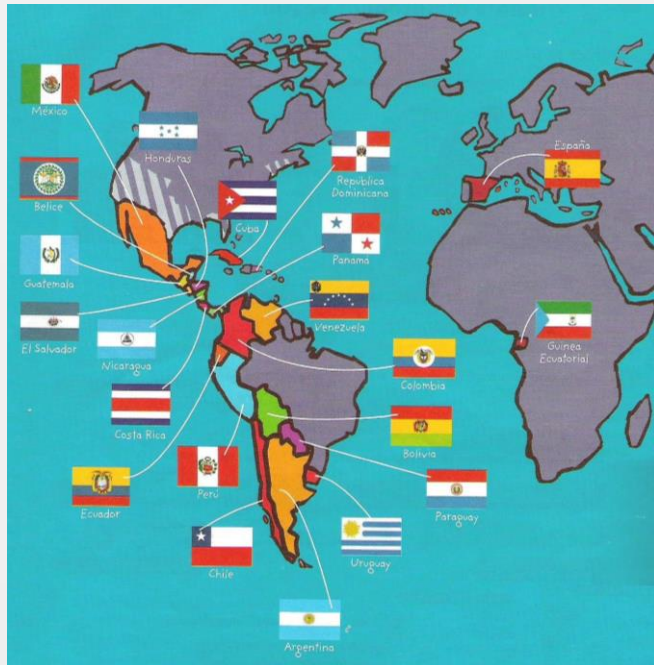 México
Honduras
España
República
Dominicana
Belice
Cuba
Panamá
Guatemala
Venezuela
El Salvador
Nicaragua
Guinea
Ecuatorial
Colombia
Costa Rica
Bolivia
Perú
Ecuador
Paraguay
Uruguay
Chile
Argentina